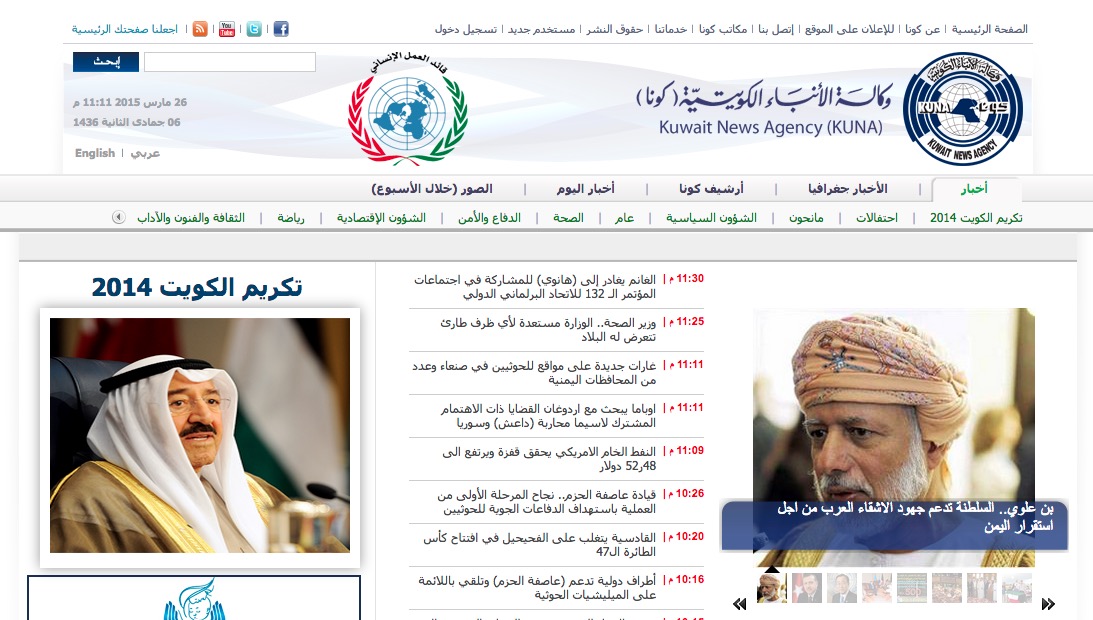 الصفحة الرئيسية | عن كونا | للإعلان على الموقع | إتصل بنا | مكاتب كونا | خدماتنا | حقوق النشر | مستخدم جديد | تسجيل دخول
اجعلنا صفحتك الرئيسية
إبحث
26 مارس 2015 11:11 م
06 جمادى الثانية 1436
عربي | English
قائد العمل الإنساني
وكالة الأنباء الكويتية (كونا)
Kuwait News Agency (KUNA)
وكالة الأنباء الكويتية
KUNA كونا
KUWAIT NEWS AGENCY
أخبار | الأخبار جغرافيا | أرشيف كونا | أخبار اليوم | الصور (خلال الأسبوع)
تكريم الكويت 2014 | احتفالات | مانحون | الشؤون السياسية | عام | الصحة | الدفاع والأمن | الشؤون الإقتصادية | رياضة | الثقافة والفنون والآداب
بن علوي.. السلطنة تدعم جهود الاشقاء العرب من اجل
استقرار اليمن
11:30 م | الغانم يغادر إلى (هانوي) للمشاركة في اجتماعات
المؤتمر الـ 132 للاتحاد البرلماني الدولي
11:25 م | وزير الصحة.. الوزارة مستعدة لأي ظرف طارئ
تتعرض له البلاد
11:11 م | غارات جديدة على مواقع للحوثيين في صنعاء وعدد
من المحافظات اليمنية
11:11 م | اوباما يبحث مع اردوغان القضايا ذات الاهتمام
المشترك لاسيما محاربة (داعش) وسوريا
11:09 م | النفط الخام الامريكي يحقق قفزة ويرتفع الى
48ر52 دولار
10:26 م | قيادة عاصفة الحزم.. نجاح المرحلة الأولى من
العملية باستهداف الدفاعات الجوية للحوثيين
10:20 م | القادسية يتغلب على الفحيحيل في افتتاح كأس
الطائرة الـ47
10:16 م | أطراف دولية تدعم (عاصفة الحزم) وتلقي باللائمة
على الميليشيات الحوثية
تكريم الكويت 2014